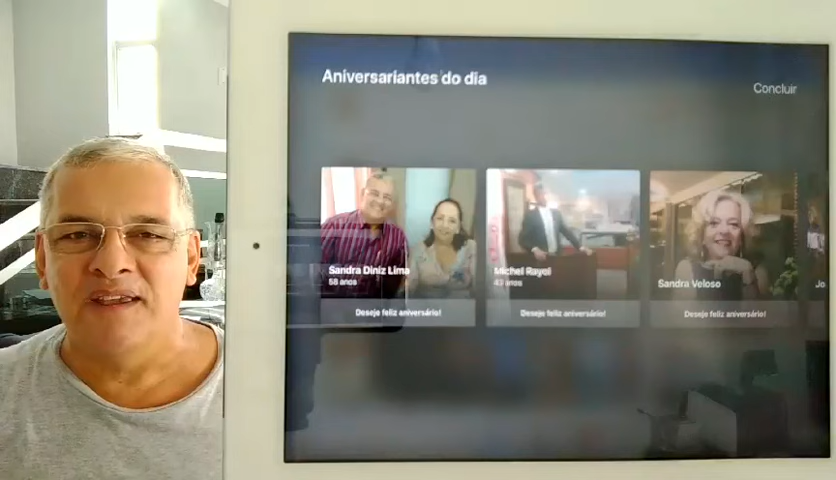 Aniversariantes do dia
Concluir
Sandra Diniz Lima
58 anos
Deseje feliz aniversário!
Michel Rayol
43 anos
Deseje feliz aniversário!
Sandra Veloso
Deseje feliz aniversário!
Jo